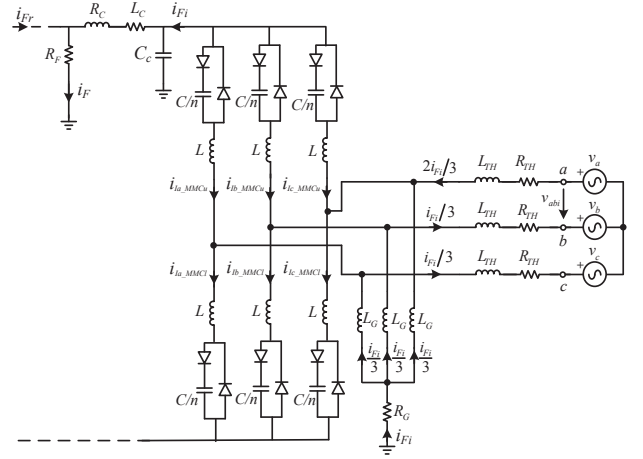 i_Fr R_C L_C i_Fi
R_F C_c
i_F C/n C/n C/n
L L L
2i_Fi/3 L_TH R_TH a v_a
+
i_Ia_MMCu i_Ib_MMCu i_Ic_MMCu v_abi
i_Fi/3 L_TH R_TH b v_b
+
i_Fi/3 L_TH R_TH c v_c
+
i_Ia_MMCl i_Ib_MMCl i_Ic_MMCl
L L L L_G L_G L_G
i_Fi/3 i_Fi/3 i_Fi/3
C/n C/n C/n
R_G
i_Fi